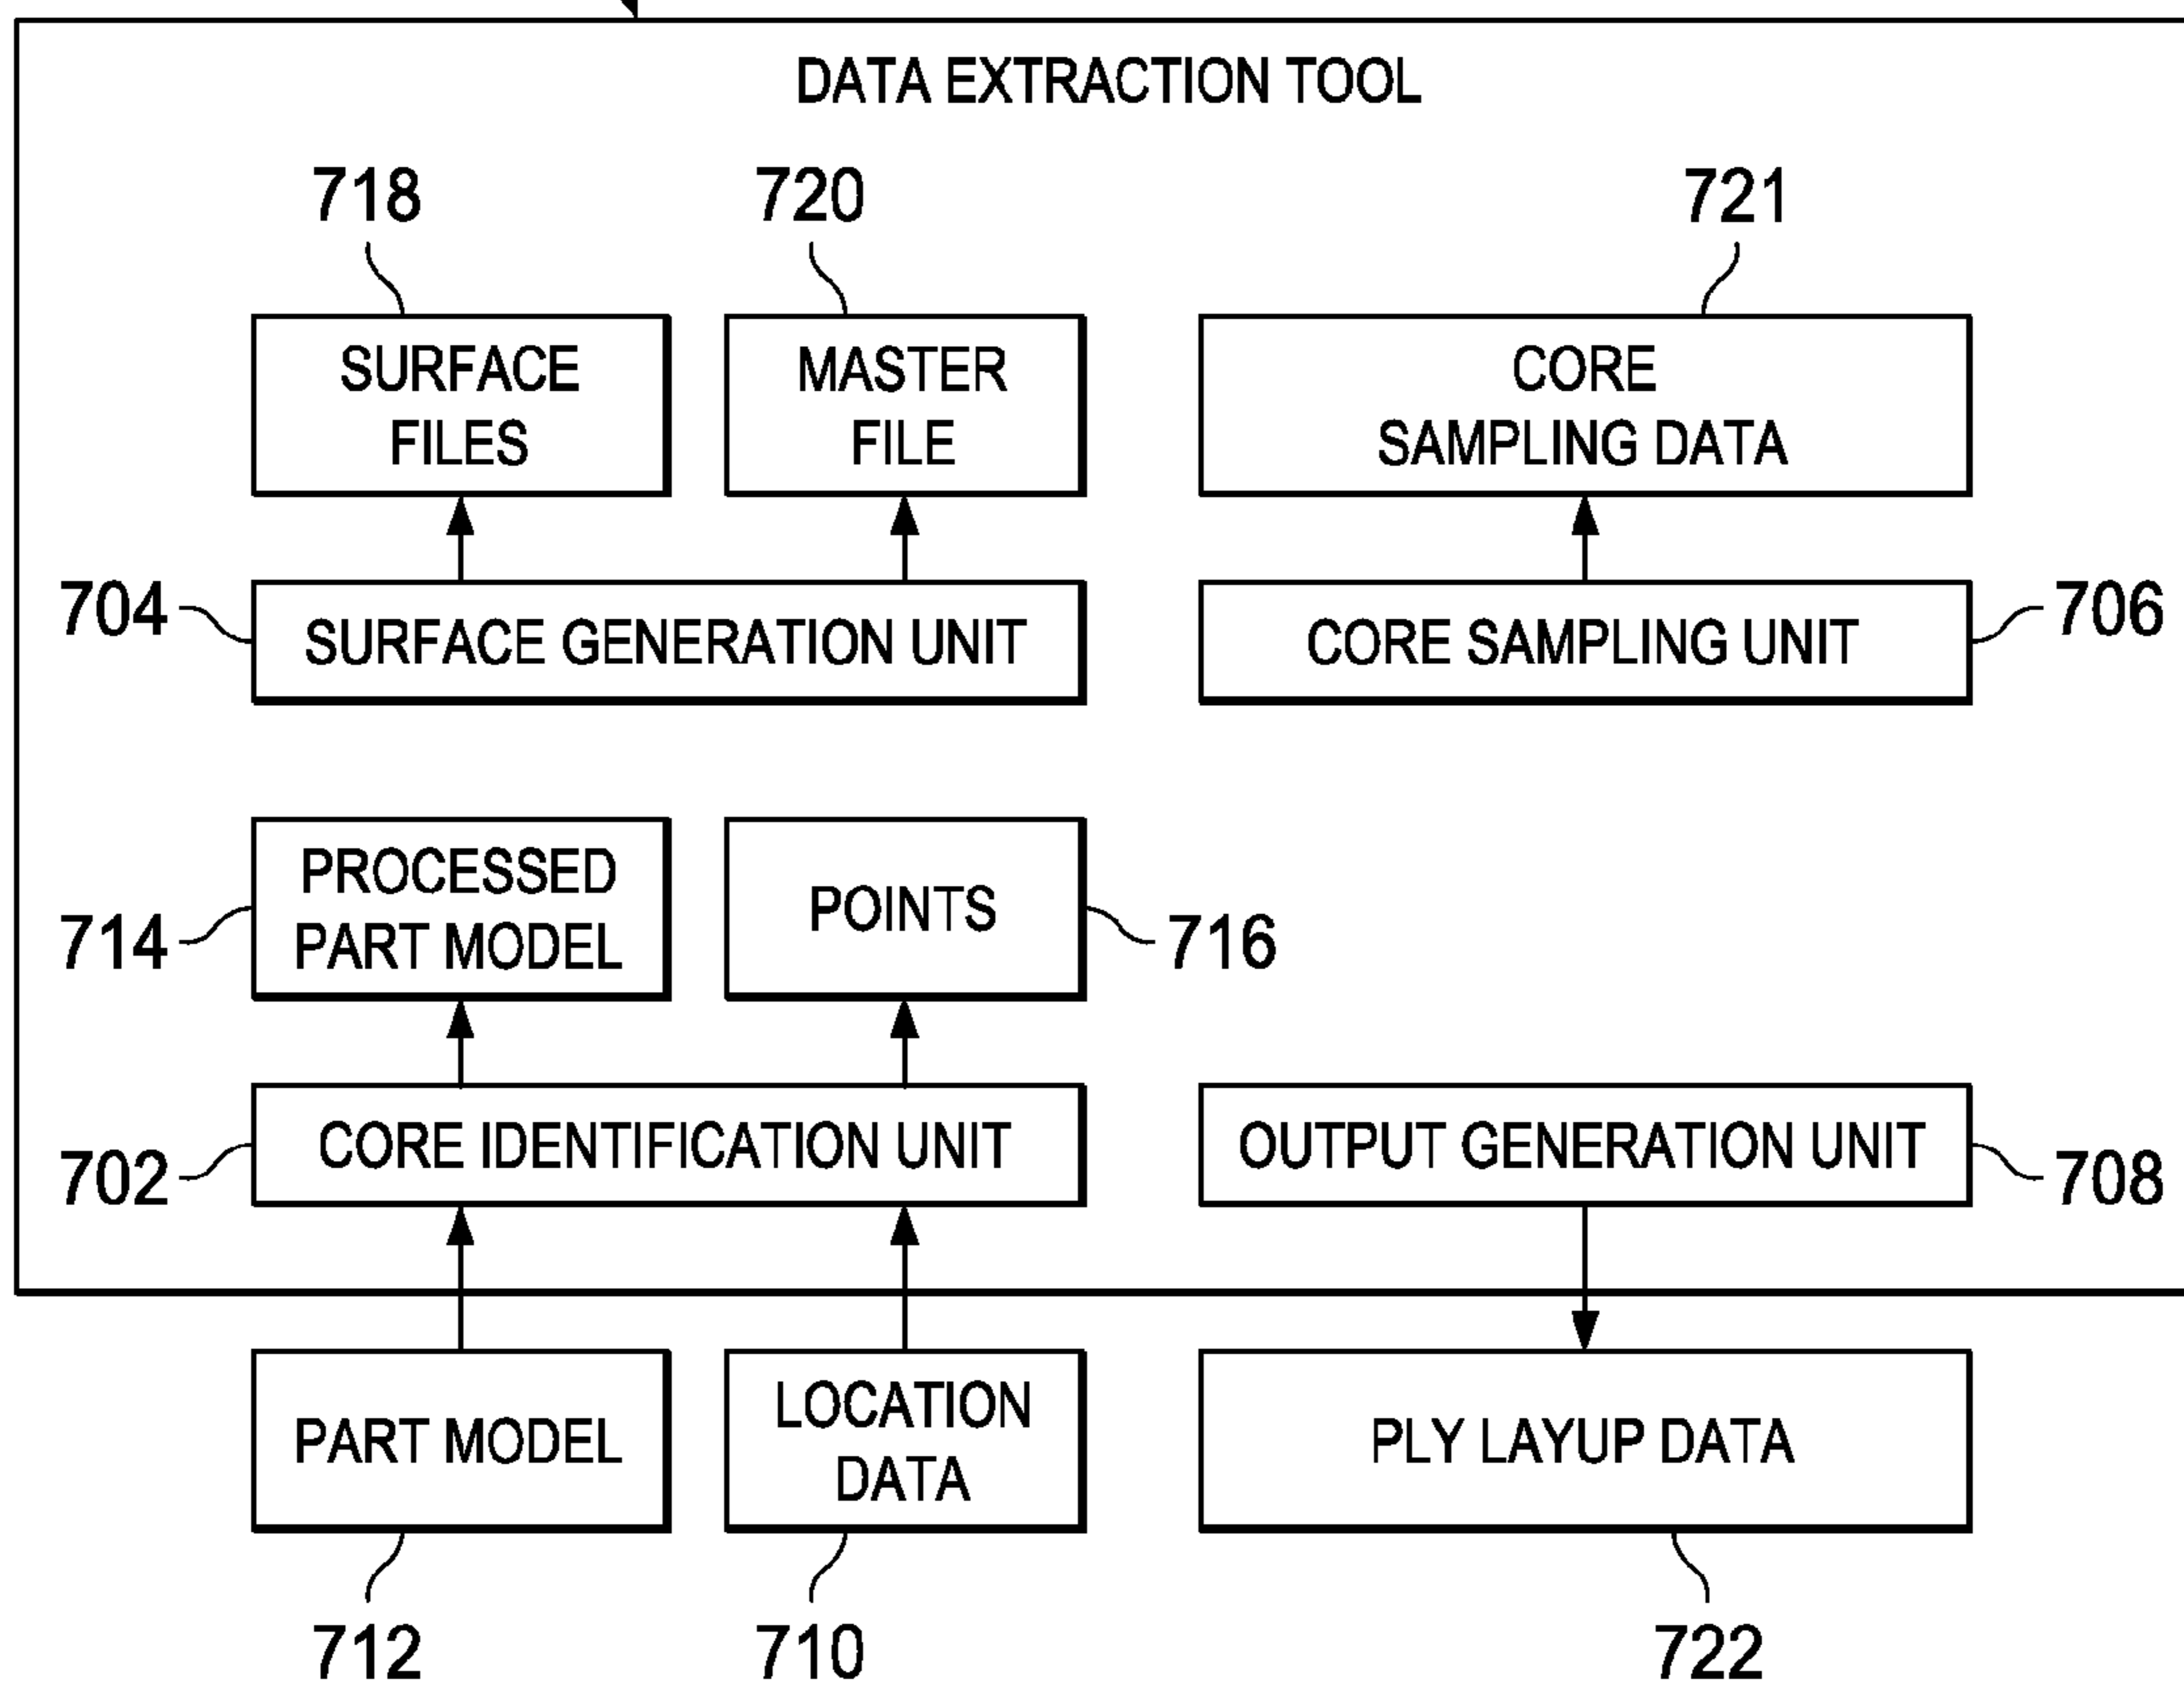 DATA EXTRACTION TOOL
718
720
721
SURFACE
FILES
MASTER
FILE
CORE
SAMPLING DATA
704
SURFACE GENERATION UNIT
CORE SAMPLING UNIT
706
714
PROCESSED
PART MODEL
POINTS
716
702
CORE IDENTIFICATION UNIT
OUTPUT GENERATION UNIT
708
PART MODEL
LOCATION
DATA
PLY LAYUP DATA
712
710
722